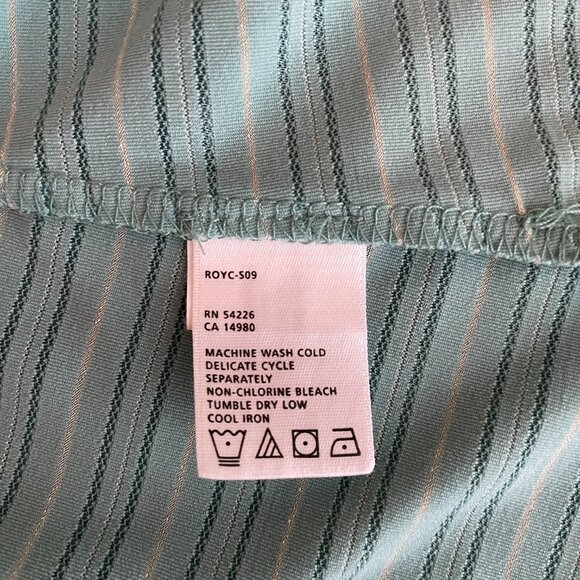 ROYC-S09
RN 54226
CA 14980
MACHINE WASH COLD
DELICATE CYCLE
SEPARATELY
NON-CHLORINE BLEACH
TUMBLE DRY LOW
COOL IRON